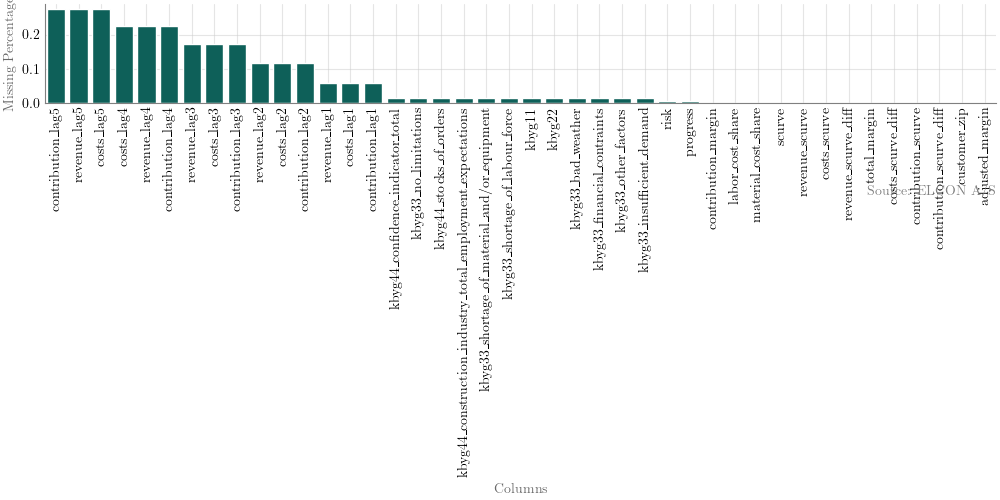 Missing Percentage
0.2
0.1
0.0
contribution_lag5
revenue_lag5
costs_lag5
costs_lag4
revenue_lag4
contribution_lag4
revenue_lag3
costs_lag3
contribution_lag3
revenue_lag2
costs_lag2
contribution_lag2
revenue_lag1
costs_lag1
contribution_lag1
kbyg44_confidence_indicator_total
kbyg33_no_limitations
kbyg44_stocks_of_orders
kbyg44_construction_industry_total_employment_expectations
kbyg33_shortage_of_material_and/or_equipment
kbyg33_shortage_of_labour_force
kbyg11
kbyg22
kbyg33_bad_weather
kbyg33_financial_contraints
kbyg33_other_factors
kbyg33_insufficient_demand
risk
progress
contribution_margin
labor_cost_share
material_cost_share
scurve
revenue_scurve
costs_scurve
revenue_scurve_diff
total_margin
costs_scurve_diff
contribution_scurve
contribution_scurve_diff
customer_zip
adjusted_margin
Source: ELCON A/S
Columns